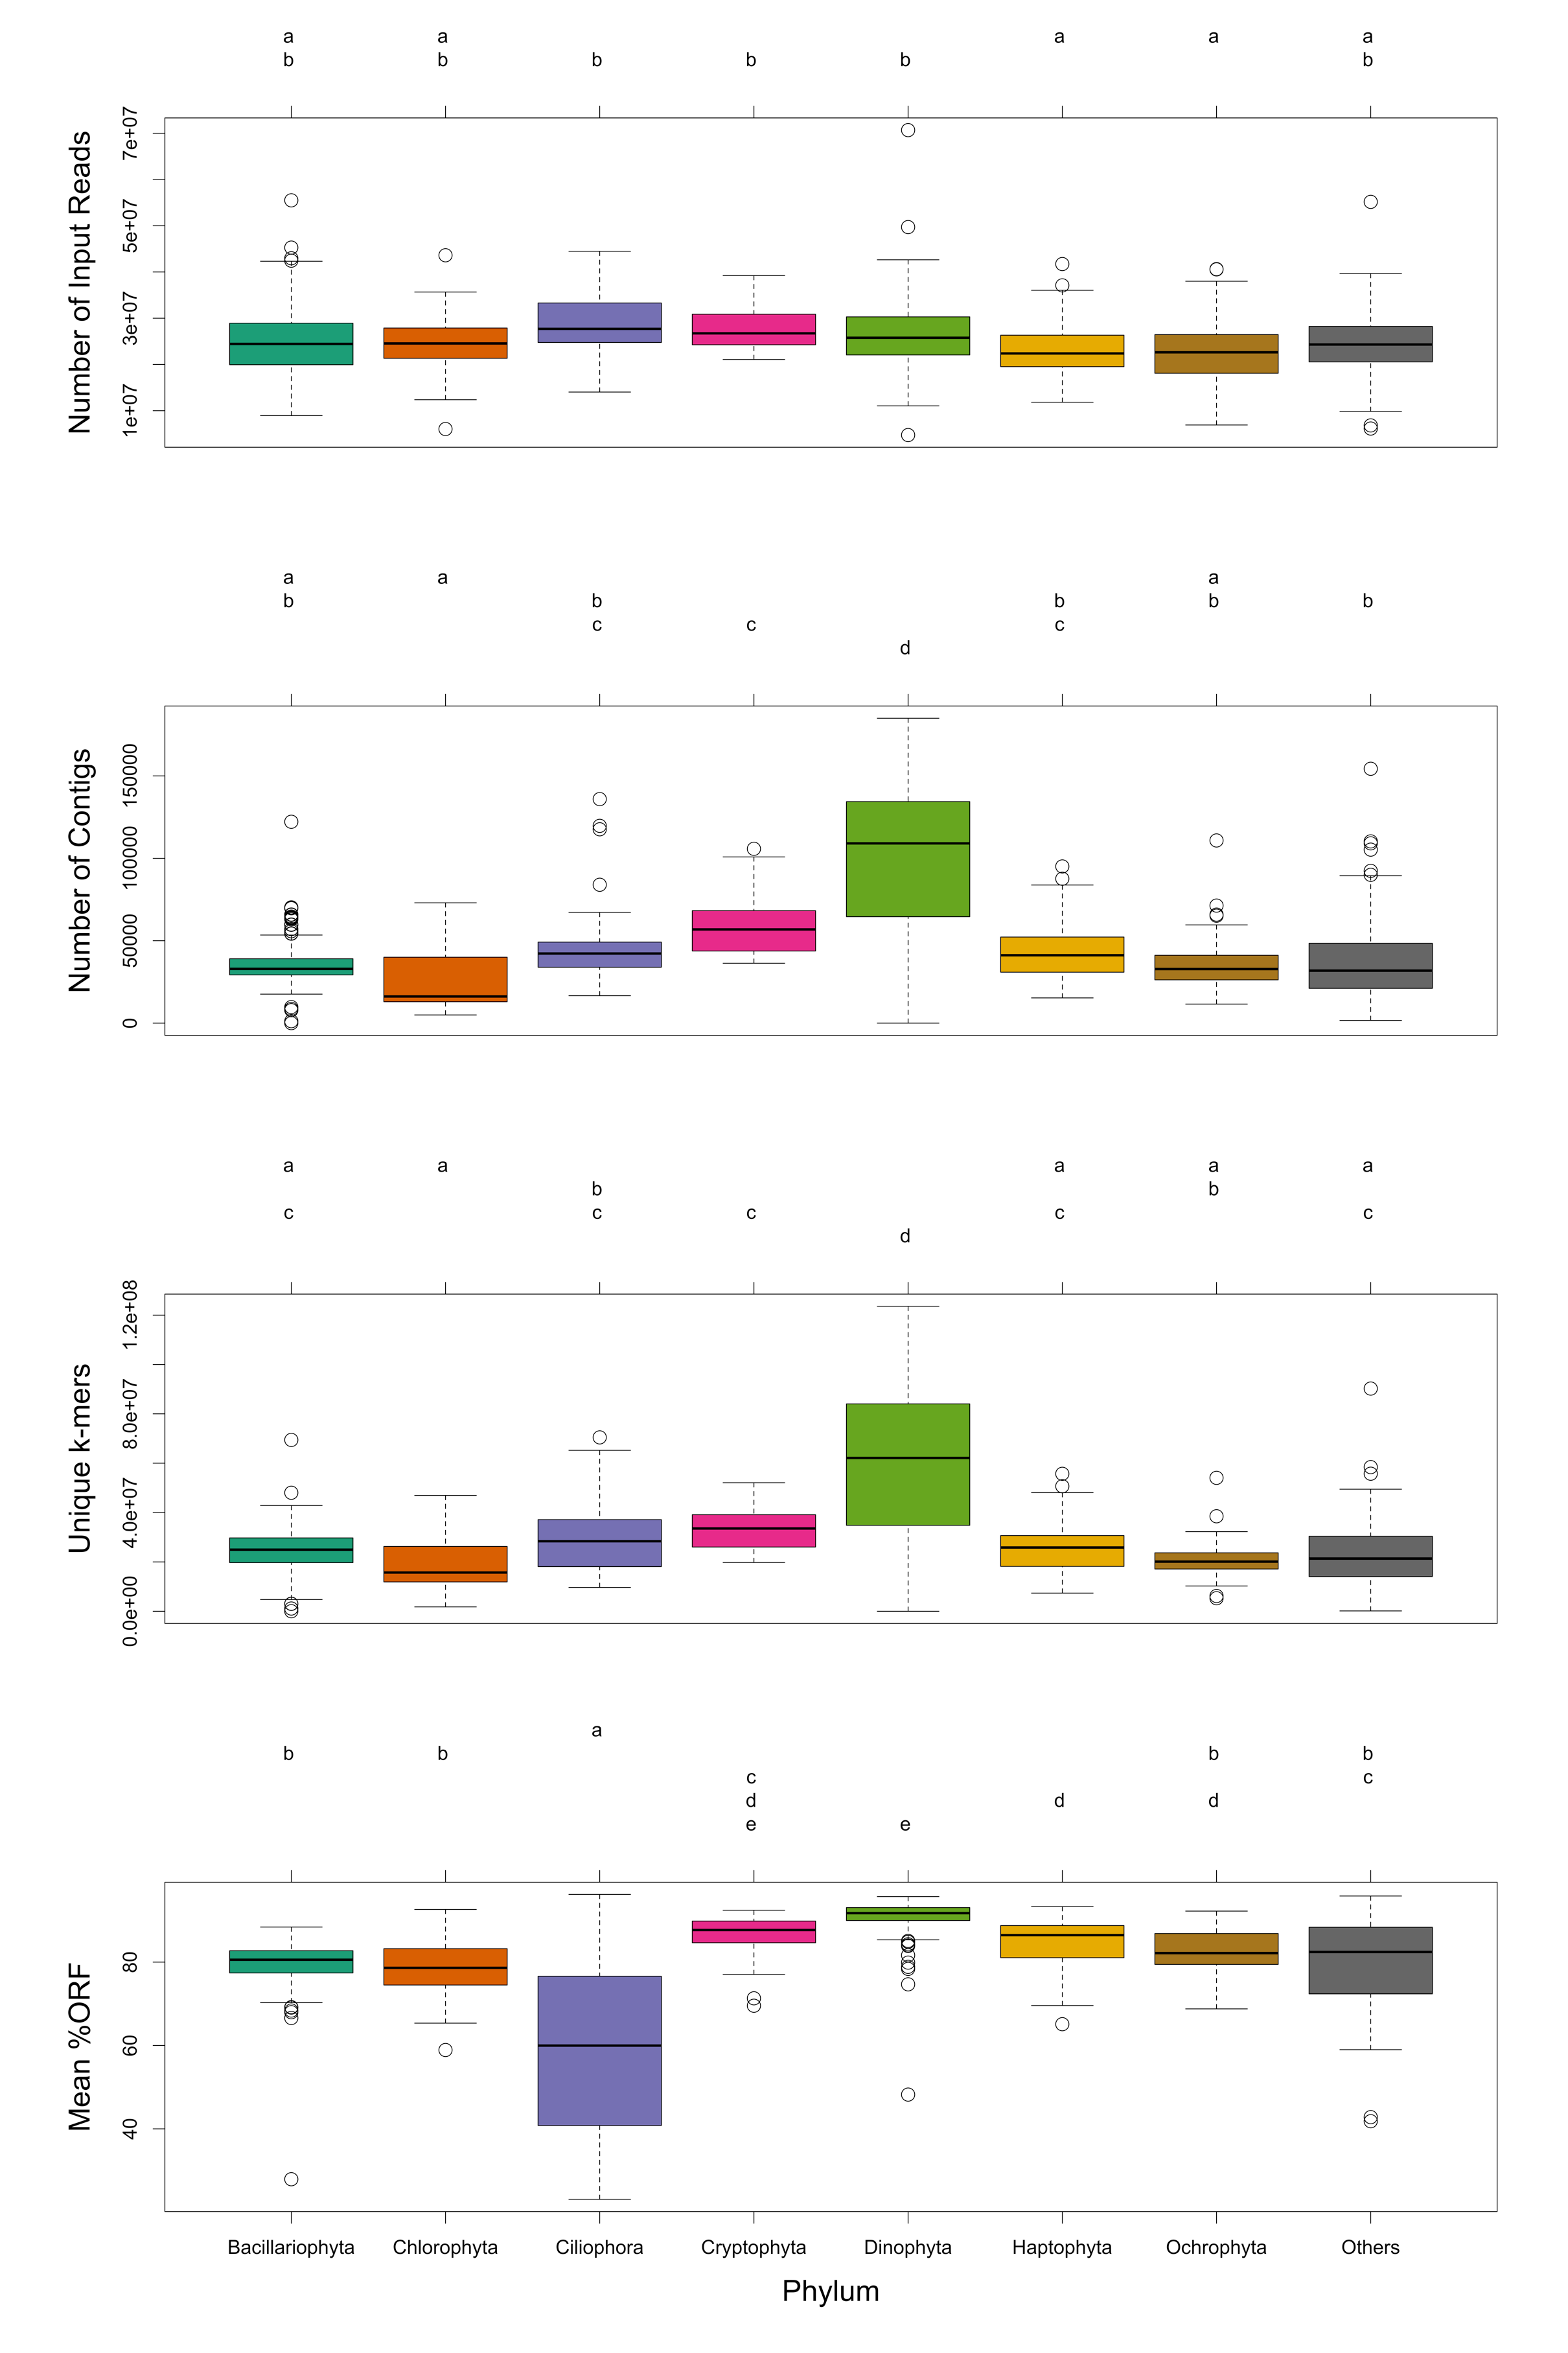 a a a a a
b b b b b b
Number of Input Reads
7e+07
5e+07
3e+07
1e+07
a a a
b b b b b
c c c
d
Number of Contigs
150000
100000
50000
0
a a a a a
b b
c c c c c
d
Unique k-mers
1.2e+08
8.0e+07
4.0e+07
0.0e+00
a
b b b b
c c
d d d
e e
Mean %ORF
80
60
40
Bacillariophyta Chlorophyta Ciliophora Cryptophyta Dinophyta Haptophyta Ochrophyta Others
Phylum